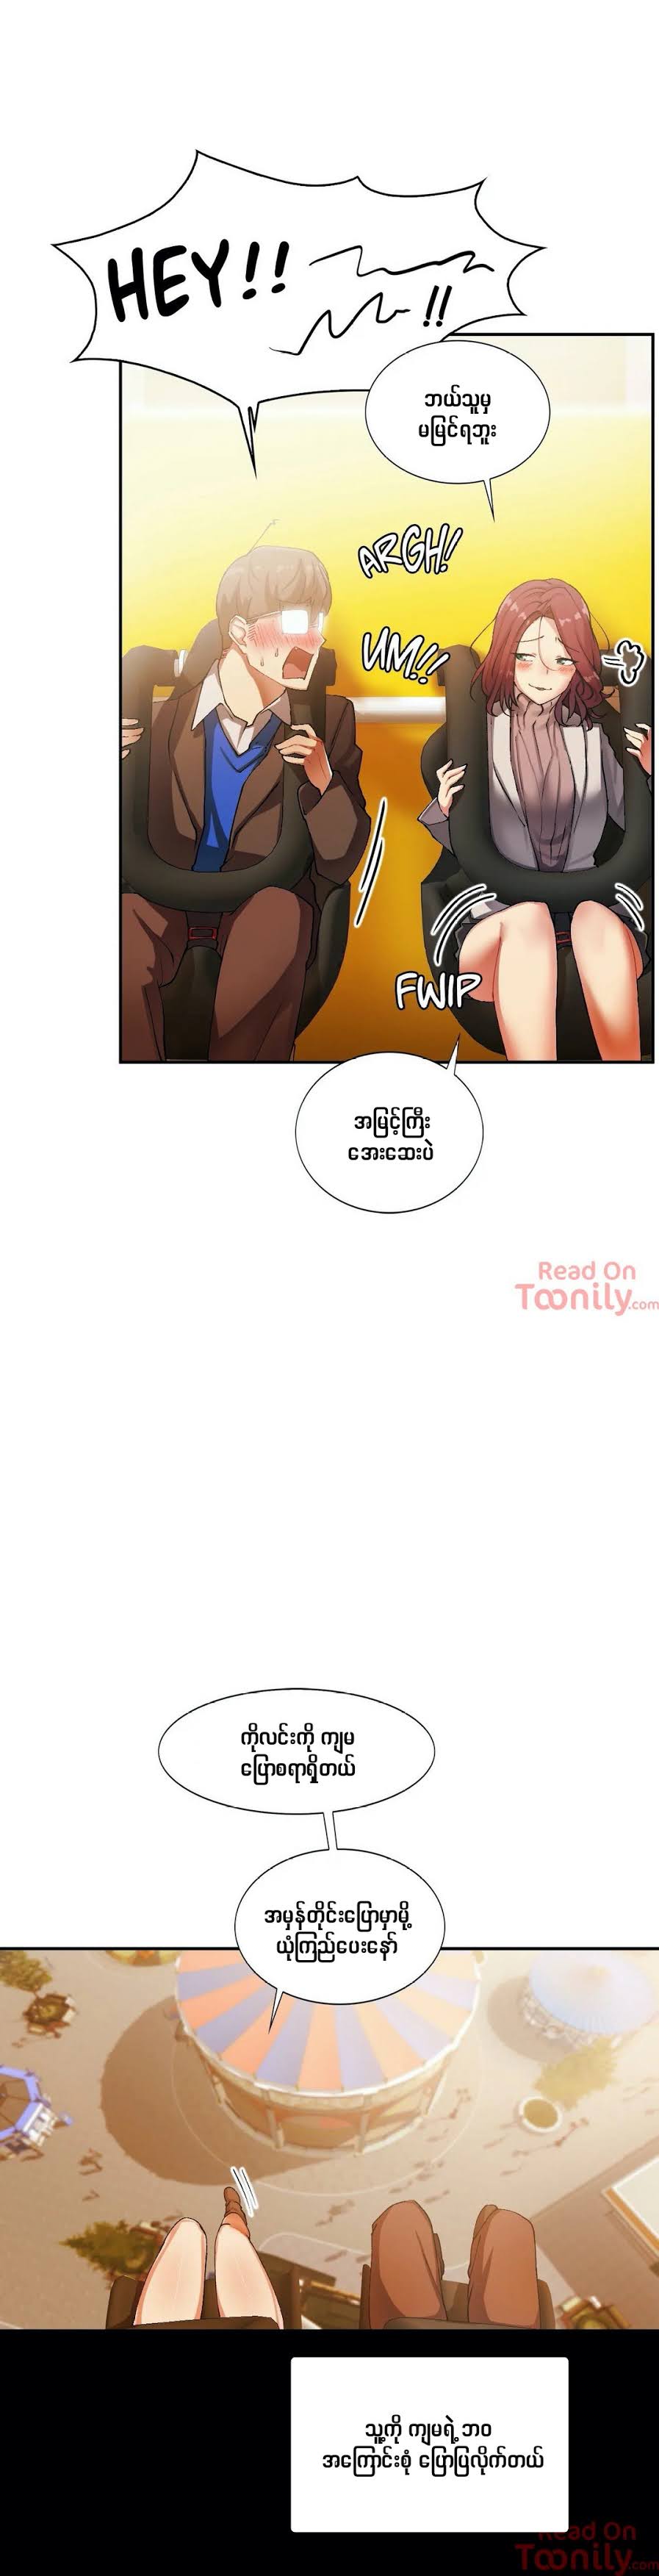 HEY!!
!!
ဘယ်သူမှ
မမြင်ရဘူး
ARGH!
UM!!
FWIP
အမြင့်ကြီး
အေးဆေးပဲ
Read On
Toonily.com
ကိုလင်းကို ကျမ
ပြောစရာရှိတယ်
အမှန်တိုင်းပြောမှာမို့
ယုံကြည်ပေးနော်
သူ့ကို ကျမရဲ့ ဘဝ
အကြောင်းစုံ ပြောပြလိုက်တယ်
Read On
Toonily.com